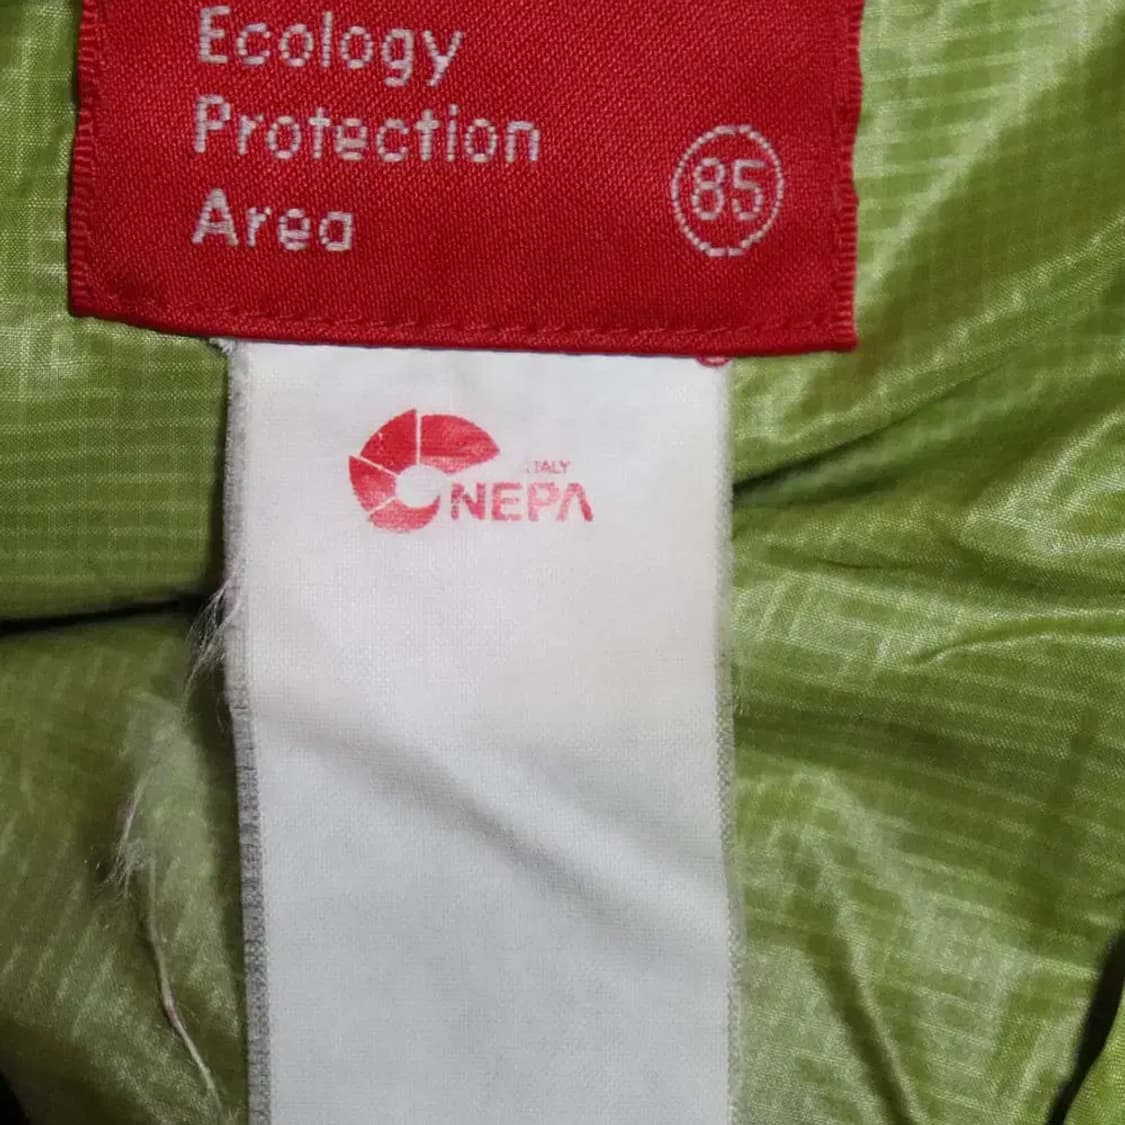 Ecology
Protection
Area
85
ITALY
NEPA